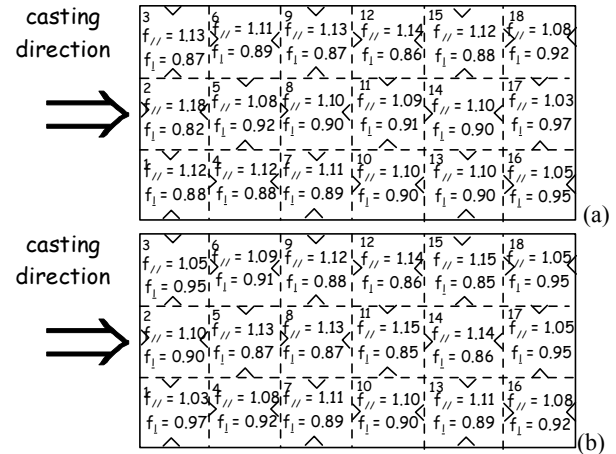 casting
direction
3 6 9 12 15 18
f// = 1.13 f// = 1.11 f// = 1.13 f// = 1.14 f// = 1.12 f// = 1.08
f⊥ = 0.87 f⊥ = 0.89 f⊥ = 0.87 f⊥ = 0.86 f⊥ = 0.88 f⊥ = 0.92
2 5 8 11 14 17
f// = 1.18 f// = 1.08 f// = 1.10 f// = 1.09 f// = 1.10 f// = 1.03
f⊥ = 0.82 f⊥ = 0.92 f⊥ = 0.90 f⊥ = 0.91 f⊥ = 0.90 f⊥ = 0.97
1 4 7 10 13 16
f// = 1.12 f// = 1.12 f// = 1.11 f// = 1.10 f// = 1.10 f// = 1.05
f⊥ = 0.88 f⊥ = 0.88 f⊥ = 0.89 f⊥ = 0.90 f⊥ = 0.90 f⊥ = 0.95
(a)
casting
direction
3 6 9 12 15 18
f// = 1.05 f// = 1.09 f// = 1.12 f// = 1.14 f// = 1.15 f// = 1.05
f⊥ = 0.95 f⊥ = 0.91 f⊥ = 0.88 f⊥ = 0.86 f⊥ = 0.85 f⊥ = 0.95
2 5 8 11 14 17
f// = 1.10 f// = 1.13 f// = 1.13 f// = 1.15 f// = 1.14 f// = 1.05
f⊥ = 0.90 f⊥ = 0.87 f⊥ = 0.87 f⊥ = 0.85 f⊥ = 0.86 f⊥ = 0.95
1 4 7 10 13 16
f// = 1.03 f// = 1.08 f// = 1.11 f// = 1.10 f// = 1.11 f// = 1.08
f⊥ = 0.97 f⊥ = 0.92 f⊥ = 0.89 f⊥ = 0.90 f⊥ = 0.89 f⊥ = 0.92
(b)